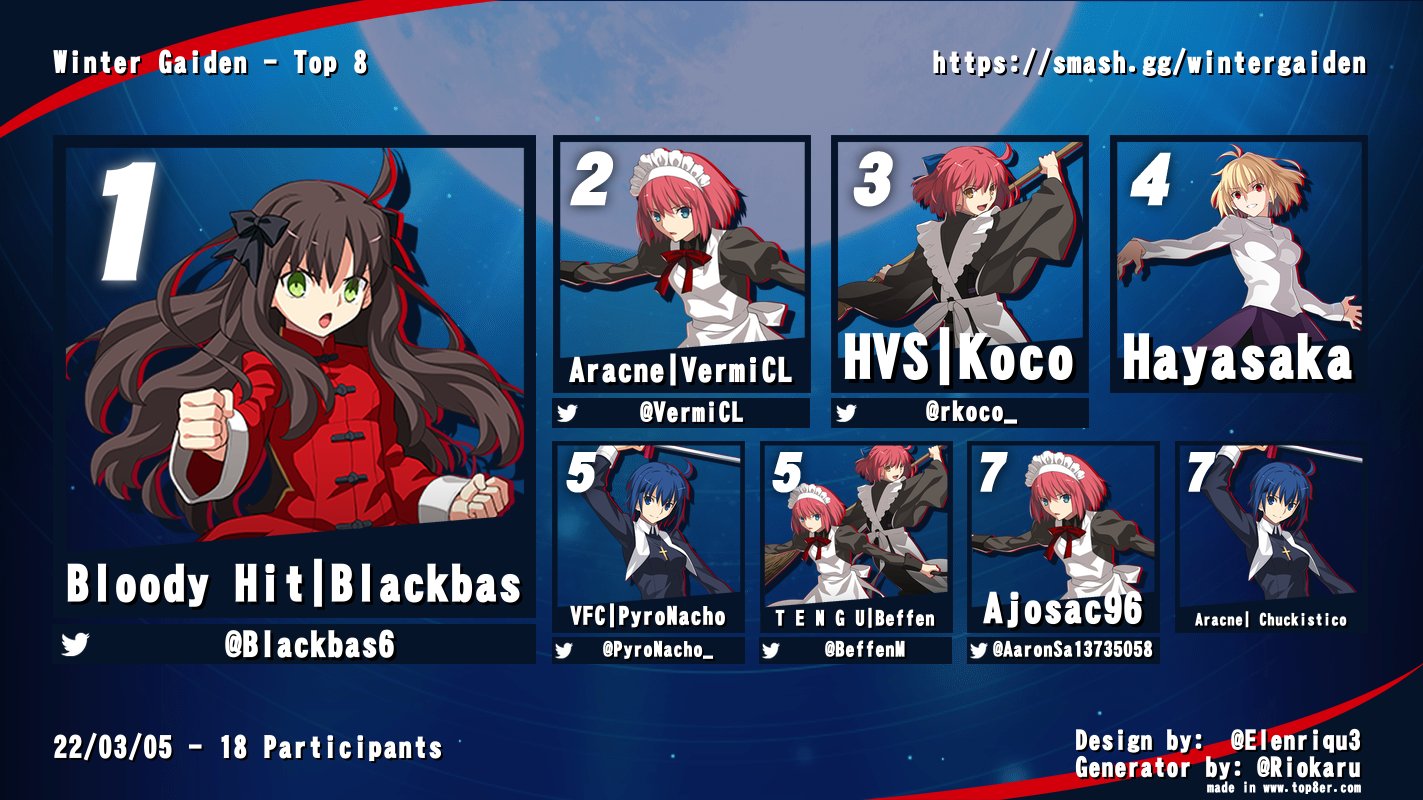 Winter Gaiden - Top 8
https://smash.gg/wintergaiden
1
Bloody Hit|Blackbas
@Blackbas6
2
Aracne|VermiCL
@VermiCL
3
HVS|Koco
@rkoco_
4
Hayasaka
5
VFC|PyroNacho
@PyroNacho_
5
T E N G U|Beffen
@BeffenM
7
Ajosac96
@AaronSa13735058
7
Aracne| Chuckistico
22/03/05 - 18 Participants
Design by: @Elenriqu3
Generator by: @Riokaru
made in www.top8er.com